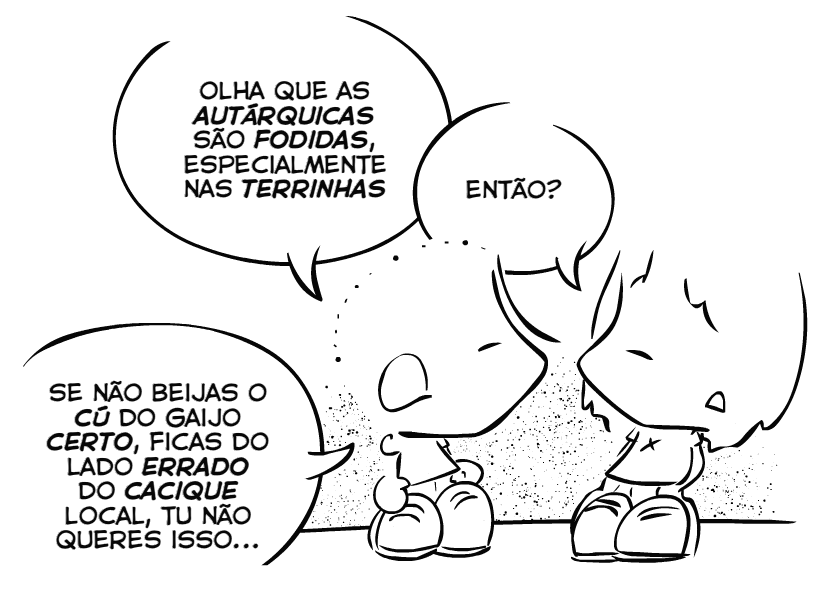 OLHA QUE AS
AUTÁRQUICAS
SÃO FODIDAS,
ESPECIALMENTE
NAS TERRINHAS
ENTÃO?
SE NÃO BEIJAS O
CÚ DO GAIJO
CERTO, FICAS DO
LADO ERRADO
DO CACIQUE
LOCAL, TU NÃO
QUERES ISSO...